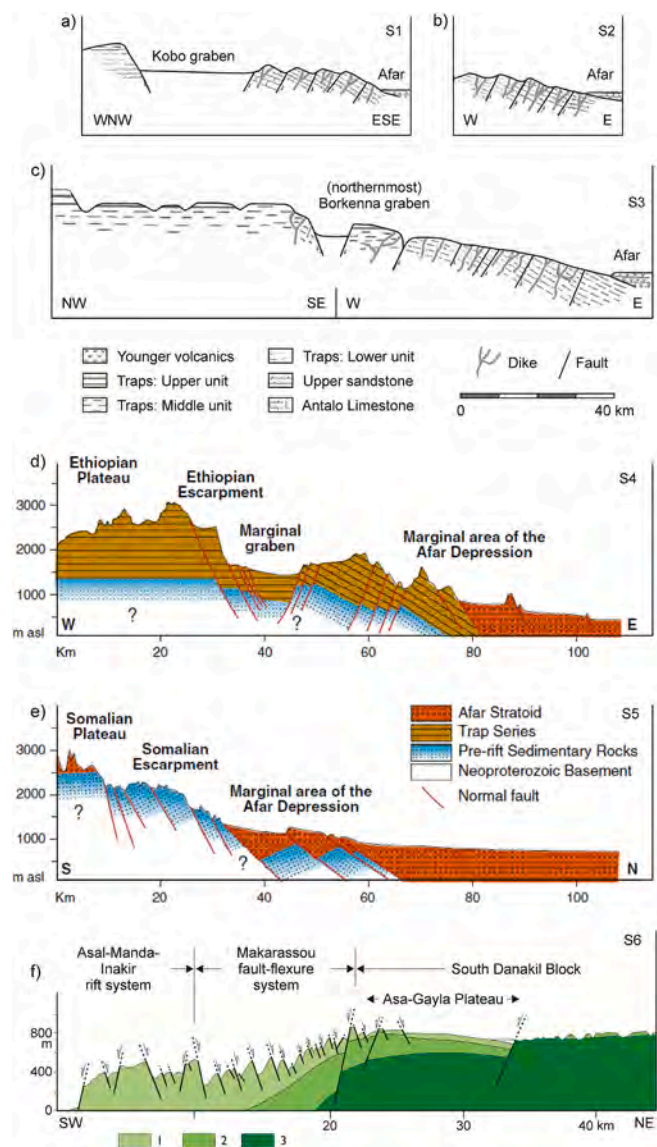 a)
S1
Kobo graben
Afar
WNW
ESE
b)
S2
Afar
W
E
c)
S3
(northernmost)
Borkenna graben
Afar
NW
SE
W
E
Younger volcanics
Traps: Upper unit
Traps: Middle unit
Traps: Lower unit
Upper sandstone
Antalo Limestone
Dike
Fault
0
40 km
d)
S4
Ethiopian
Plateau
Ethiopian
Escarpment
Marginal
graben
Marginal area of the
Afar Depression
3000
2000
1000
m asl
W
?
?
E
Km
20
40
60
80
100
e)
S5
Somalian
Plateau
Somalian
Escarpment
Marginal area of the
Afar Depression
Afar Stratoid
Trap Series
Pre-rift Sedimentary Rocks
Neoproterozoic Basement
Normal fault
3000
2000
1000
m asl
?
?
S
N
Km
20
40
60
80
100
f)
S6
Asal-Manda-
Inakir
rift system
Makarassou
fault-flexure
system
South Danakil Block
Asa-Gayla Plateau
800
m
400
0
SW
20
30
40 km
NE
1
2
3